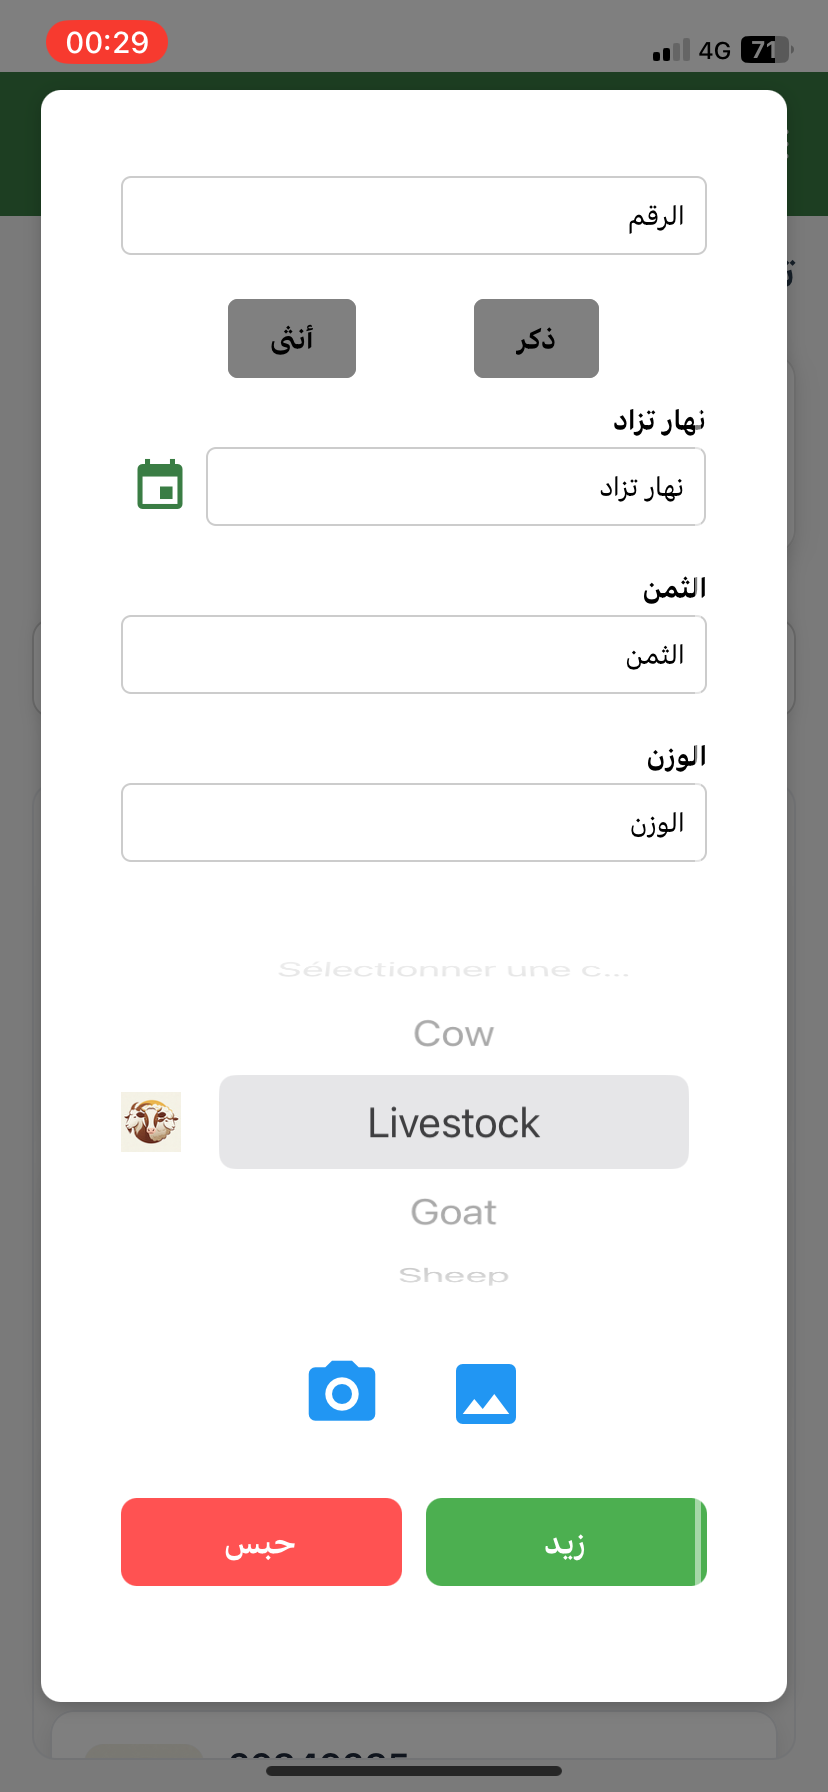 00:29
4G 71
الرقم
ذكر أنثى
نهار تزاد
نهار تزاد
الثمن
الثمن
الوزن
الوزن
Sélectionner une c...
Cow
Livestock
Goat
Sheep
زيد حبس